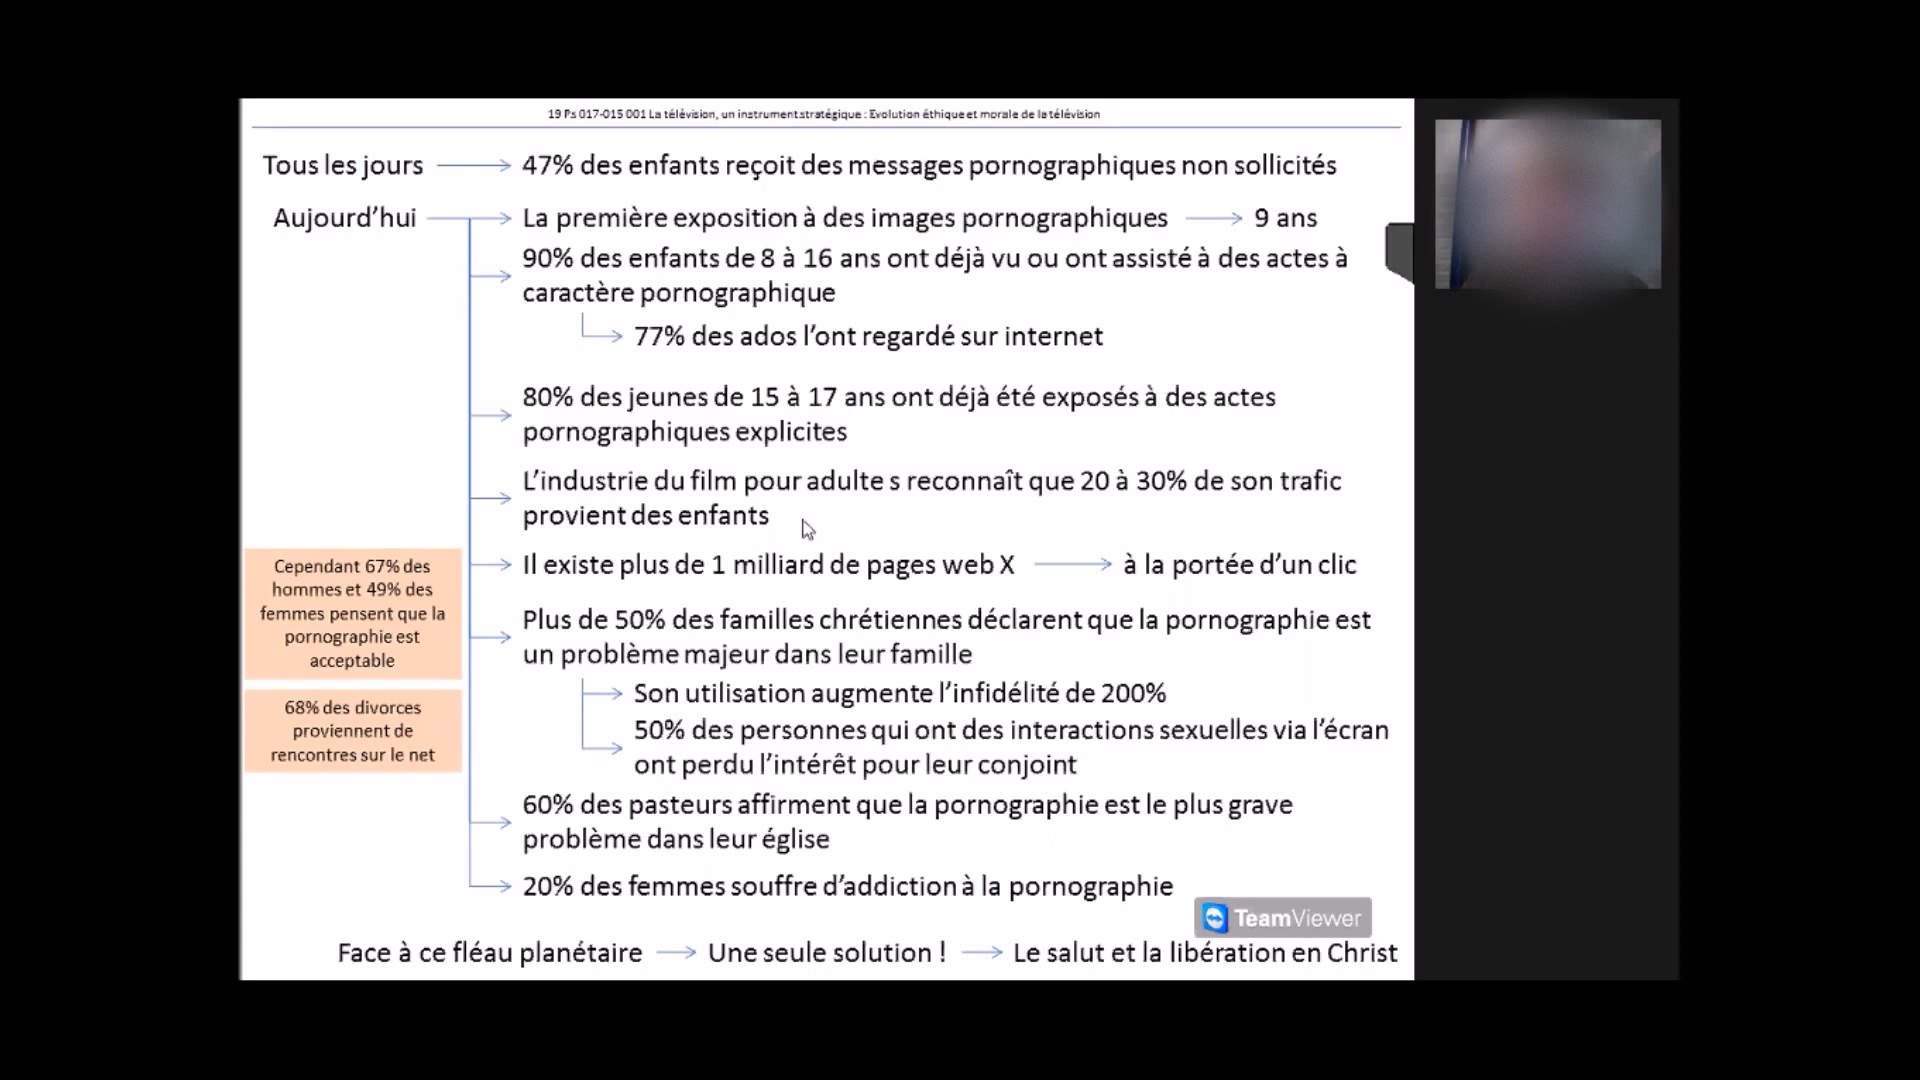 19 Ps 017-015 001 La télévision, un instrument stratégique : Evolution éthique et morale de la télévision
Tous les jours 47% des enfants reçoit des messages pornographiques non sollicités
Aujourd’hui La première exposition à des images pornographiques 9 ans
90% des enfants de 8 à 16 ans ont déjà vu ou ont assisté à des actes à
caractère pornographique
77% des ados l’ont regardé sur internet
80% des jeunes de 15 à 17 ans ont déjà été exposés à des actes
pornographiques explicites
L’industrie du film pour adulte s reconnaît que 20 à 30% de son trafic
provient des enfants
Il existe plus de 1 milliard de pages web X à la portée d’un clic
Cependant 67% des
hommes et 49% des
femmes pensent que la
pornographie est
acceptable
Plus de 50% des familles chrétiennes déclarent que la pornographie est
un problème majeur dans leur famille
Son utilisation augmente l’infidélité de 200%
50% des personnes qui ont des interactions sexuelles via l’écran
ont perdu l’intérêt pour leur conjoint
68% des divorces
proviennent de
rencontres sur le net
60% des pasteurs affirment que la pornographie est le plus grave
problème dans leur église
20% des femmes souffre d’addiction à la pornographie
TeamViewer
Face à ce fléau planétaire Une seule solution ! Le salut et la libération en Christ